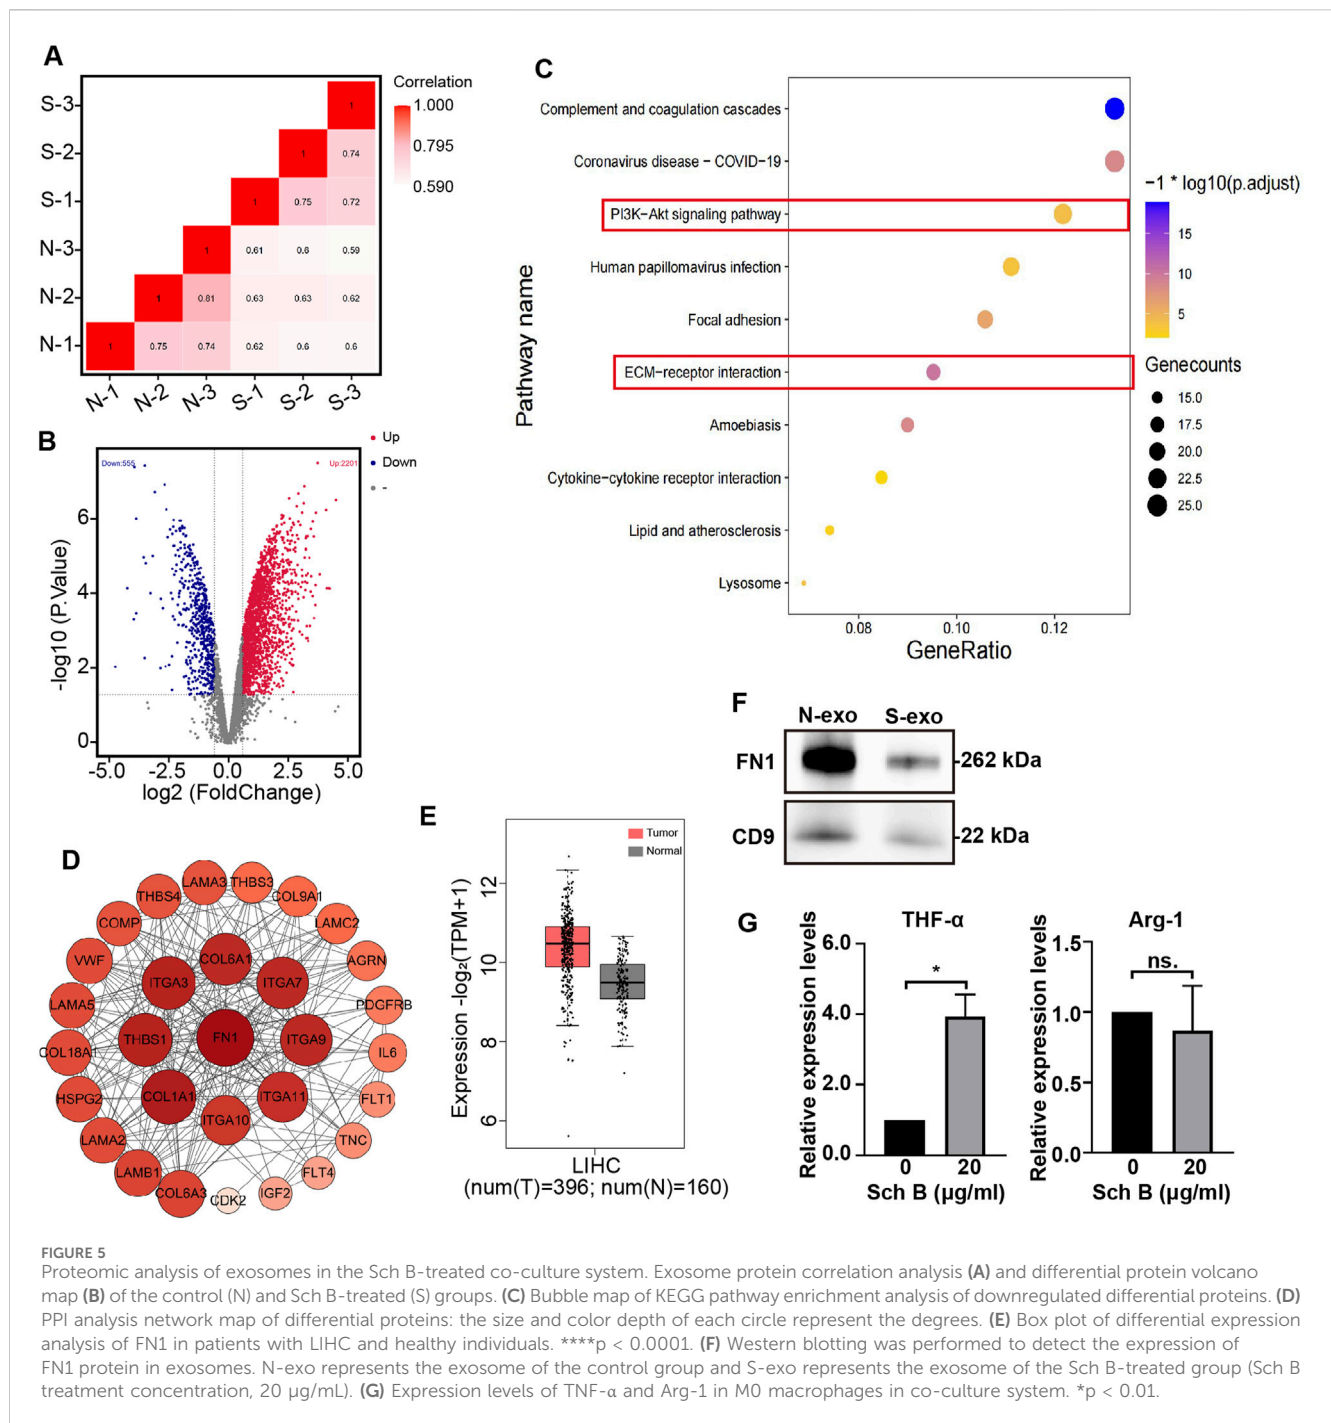 A
Correlation
1.000
0.795
0.590
S-3
S-2
S-1
N-3
N-2
N-1
1
1
0.74
1
0.75
0.72
1
0.61
0.6
0.59
1
0.81
0.63
0.63
0.62
1
0.75
0.74
0.62
0.6
0.6
N-1
N-2
N-3
S-1
S-2
S-3
B
Up
Down
-
Down:555
Up:2201
-log10 (P.Value)
6
4
2
0
-5.0
-2.5
0.0
2.5
5.0
log2 (FoldChange)
C
Pathway name
Complement and coagulation cascades
Coronavirus disease − COVID−19
PI3K−Akt signaling pathway
Human papillomavirus infection
Focal adhesion
ECM−receptor interaction
Amoebiasis
Cytokine−cytokine receptor interaction
Lipid and atherosclerosis
Lysosome
0.08
0.10
0.12
GeneRatio
−1 * log10(p.adjust)
15
10
5
Genecounts
15.0
17.5
20.0
22.5
25.0
D
LAMA3
THBS3
THBS4
COL9A1
COMP
LAMC2
COL6A1
VWF
AGRN
ITGA3
ITGA7
LAMA5
PDGFRB
THBS1
FN1
ITGA9
COL18A1
IL6
HSPG2
COL1A1
ITGA11
FLT1
ITGA10
LAMA2
TNC
LAMB1
FLT4
COL6A3
CDK2
IGF2
E
Tumor
Normal
Expression -log₂(TPM+1)
12
10
8
6
LIHC
(num(T)=396; num(N)=160)
F
N-exo
S-exo
FN1
-262 kDa
CD9
-22 kDa
G
THF-α
Relative expression levels
6.0
4.0
2.0
0.0
*
0
20
Sch B (μg/ml)
Arg-1
Relative expression levels
1.5
1.0
0.5
0.0
ns.
0
20
Sch B (μg/ml)
FIGURE 5
Proteomic analysis of exosomes in the Sch B-treated co-culture system. Exosome protein correlation analysis (A) and differential protein volcano
map (B) of the control (N) and Sch B-treated (S) groups. (C) Bubble map of KEGG pathway enrichment analysis of downregulated differential proteins. (D)
PPI analysis network map of differential proteins: the size and color depth of each circle represent the degrees. (E) Box plot of differential expression
analysis of FN1 in patients with LIHC and healthy individuals. ****p < 0.0001. (F) Western blotting was performed to detect the expression of
FN1 protein in exosomes. N-exo represents the exosome of the control group and S-exo represents the exosome of the Sch B-treated group (Sch B
treatment concentration, 20 μg/mL). (G) Expression levels of TNF-α and Arg-1 in M0 macrophages in co-culture system. *p < 0.01.